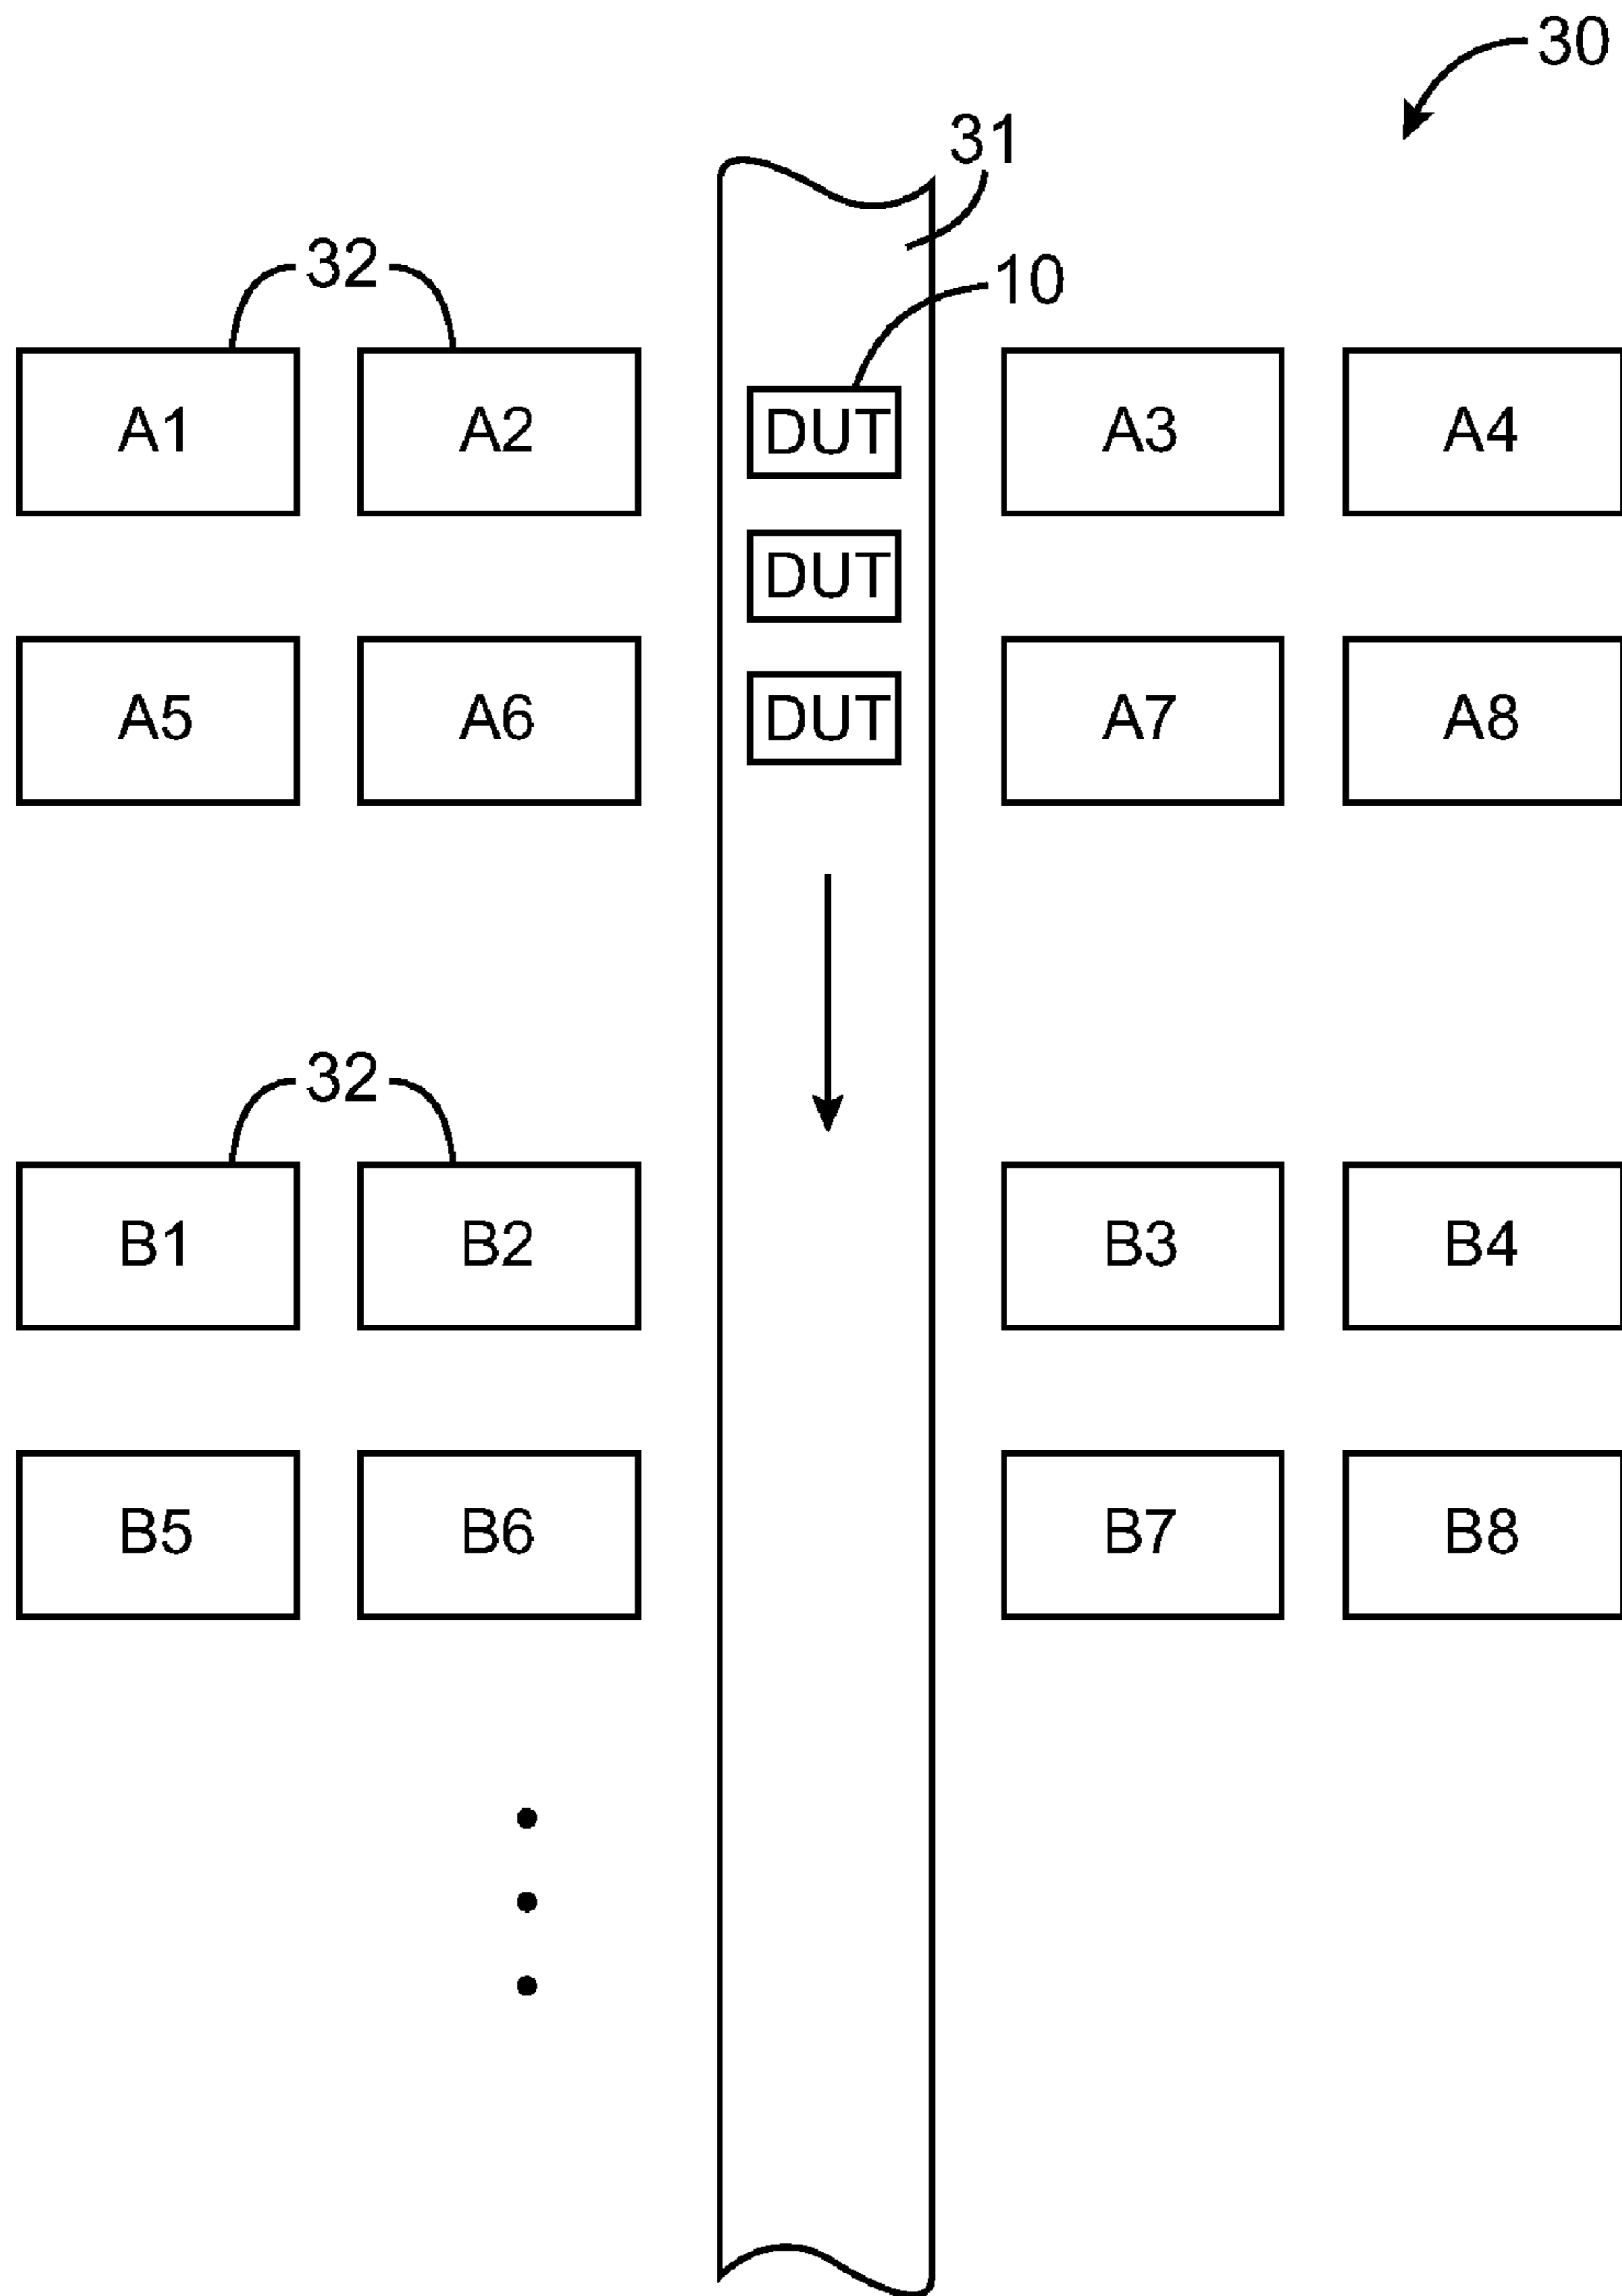 30
31
32
10
A1 A2 DUT A3 A4
DUT
A5 A6 DUT A7 A8
32
B1 B2 B3 B4
B5 B6 B7 B8